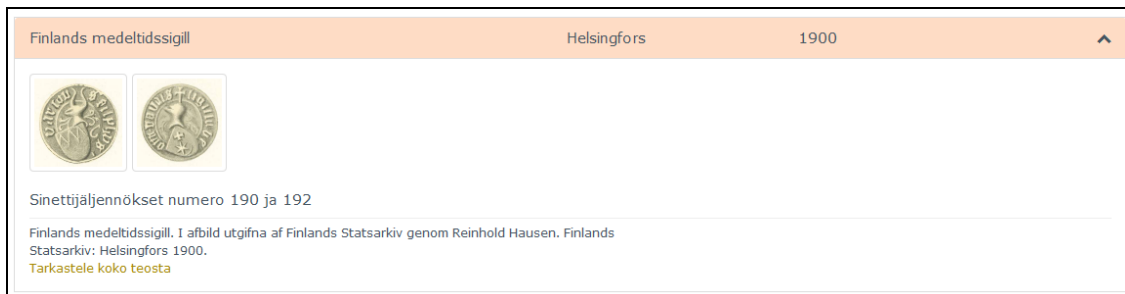 Finlands medeltidssigill Helsingfors 1900
Sinettijäljennökset numero 190 ja 192
Finlands medeltidssigill. I afbild utgifna af Finlands Statsarkiv genom Reinhold Hausen. Finlands
Statsarkiv: Helsingfors 1900.
Tarkastele koko teosta